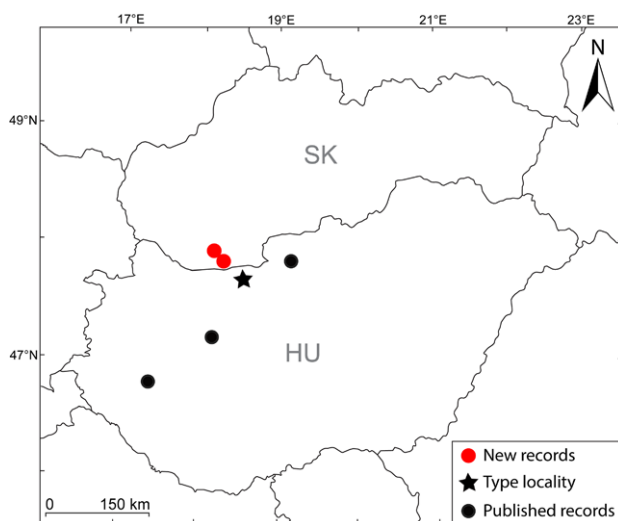 17°E 19°E 21°E 23°E
N
49°N
SK
47°N
HU
New records
Type locality
Published records
0 150 km